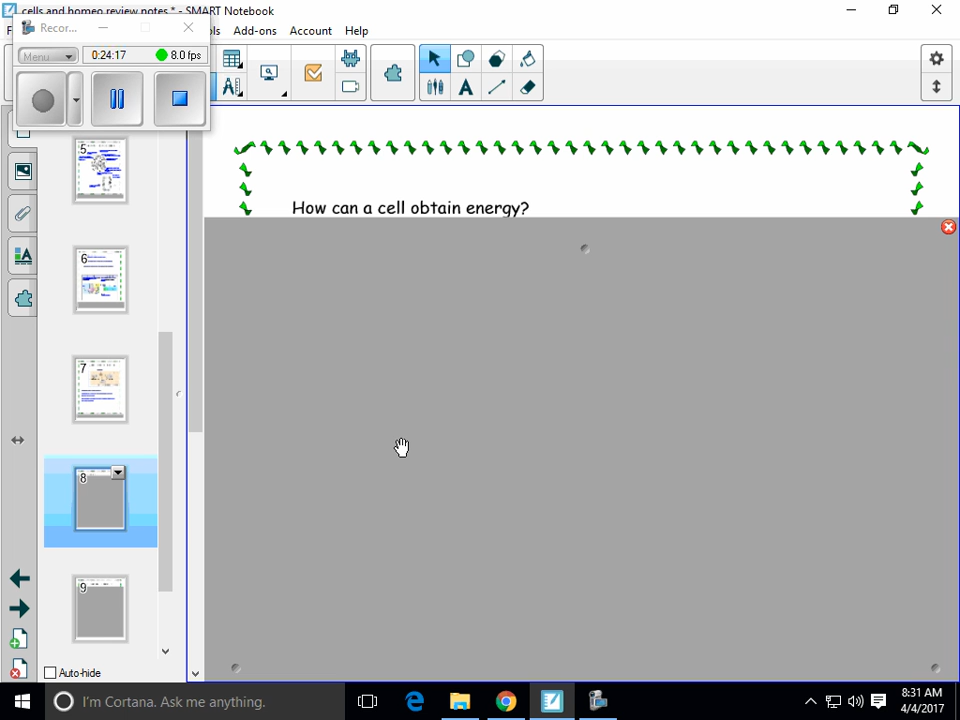 cells and homeo review notes * - SMART Notebook
Recor...
ols Add-ons Account Help
Menu 0:24:17 8.0 fps
5
6
7
8
9
How can a cell obtain energy?
Auto-hide
I'm Cortana. Ask me anything.
8:31 AM
4/4/2017